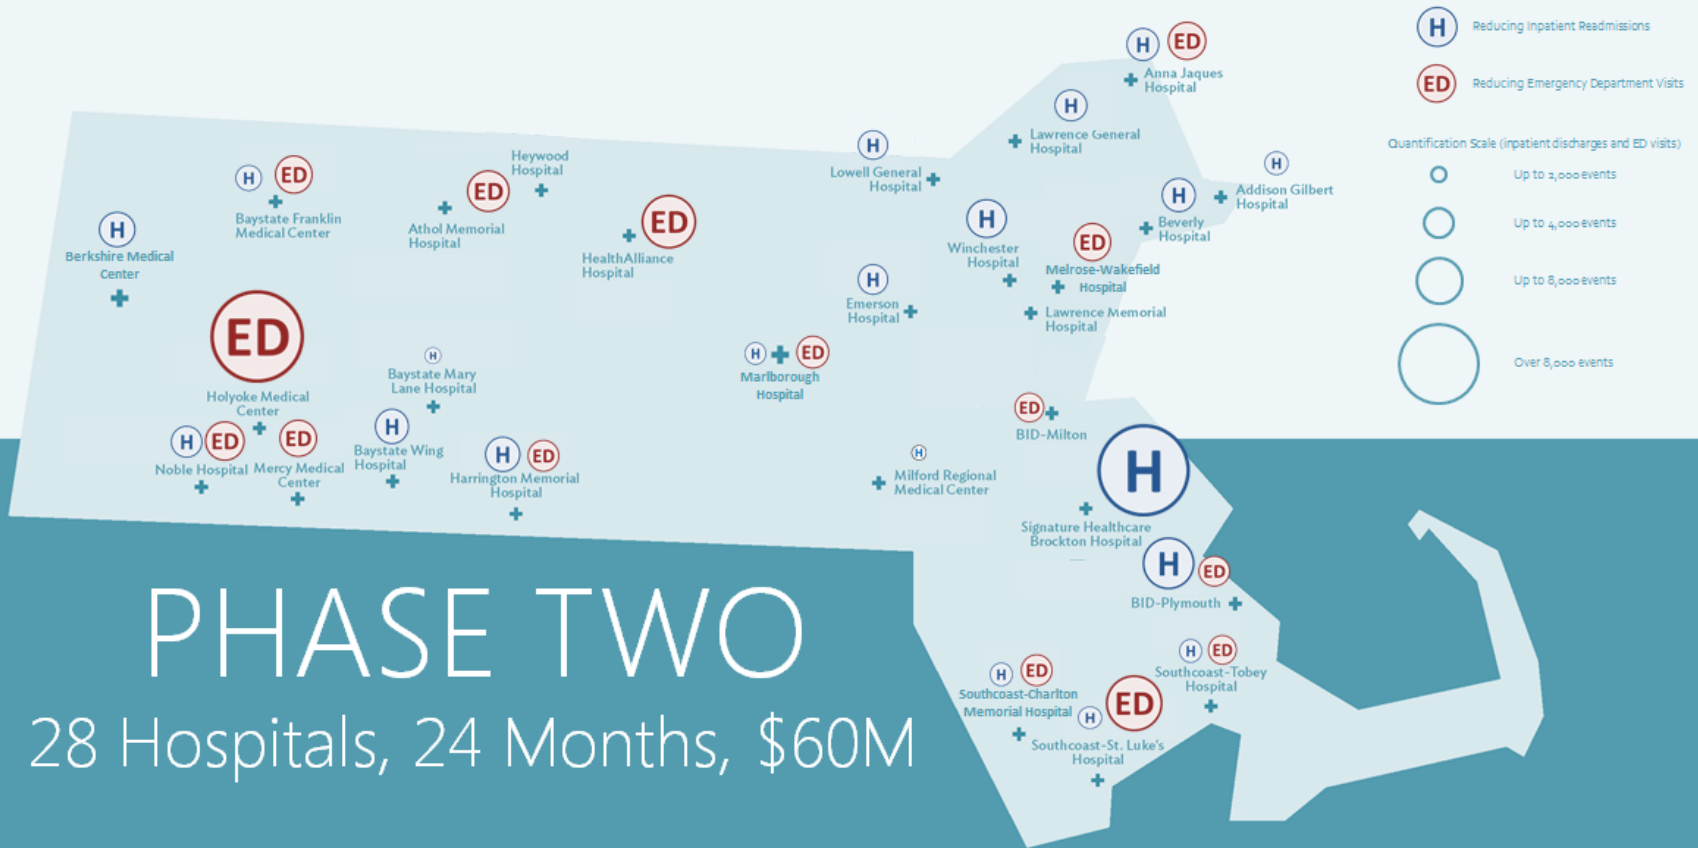 H
ED
Anna Jaques
Hospital
H
Reducing Inpatient Readmissions
ED
Reducing Emergency Department Visits
Quantification Scale (inpatient discharges and ED visits)
Up to 2,000 events
Up to 4,000 events
Up to 8,000 events
Over 8,000 events
H
Lawrence General
Hospital
H
Lowell General
Hospital
H
Addison Gilbert
Hospital
H
Beverly
Hospital
H
Winchester
Hospital
ED
Melrose-Wakefield
Hospital
Lawrence Memorial
Hospital
H
Emerson
Hospital
Heywood
Hospital
ED
Athol Memorial
Hospital
ED
HealthAlliance
Hospital
H
ED
Baystate Franklin
Medical Center
H
Berkshire Medical
Center
ED
Holyoke Medical
Center
H
Baystate Mary
Lane Hospital
H
ED
Marlborough
Hospital
H
ED
Noble Hospital
ED
Mercy Medical
Center
H
Baystate Wing
Hospital
H
ED
Harrington Memorial
Hospital
H
Milford Regional
Medical Center
ED
BID-Milton
H
Signature Healthcare
Brockton Hospital
H
ED
BID-Plymouth
H
ED
Southcoast-Tobey
Hospital
H
ED
Southcoast-Charlton
Memorial Hospital
H
ED
Southcoast-St. Luke's
Hospital
PHASE TWO
28 Hospitals, 24 Months, $60M